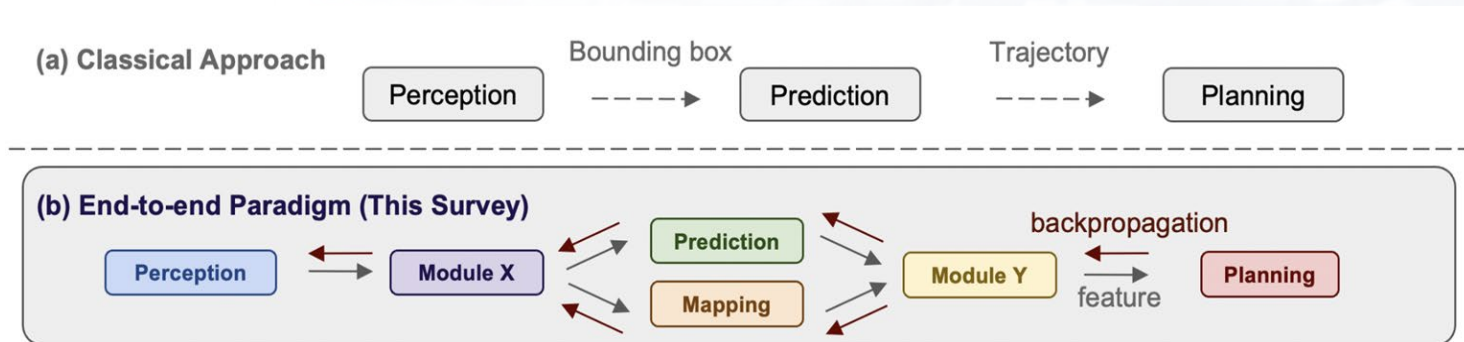 (a) Classical Approach
Perception
Bounding box
Prediction
Trajectory
Planning
(b) End-to-end Paradigm (This Survey)
Perception
Module X
Prediction
Mapping
Module Y
backpropagation
feature
Planning